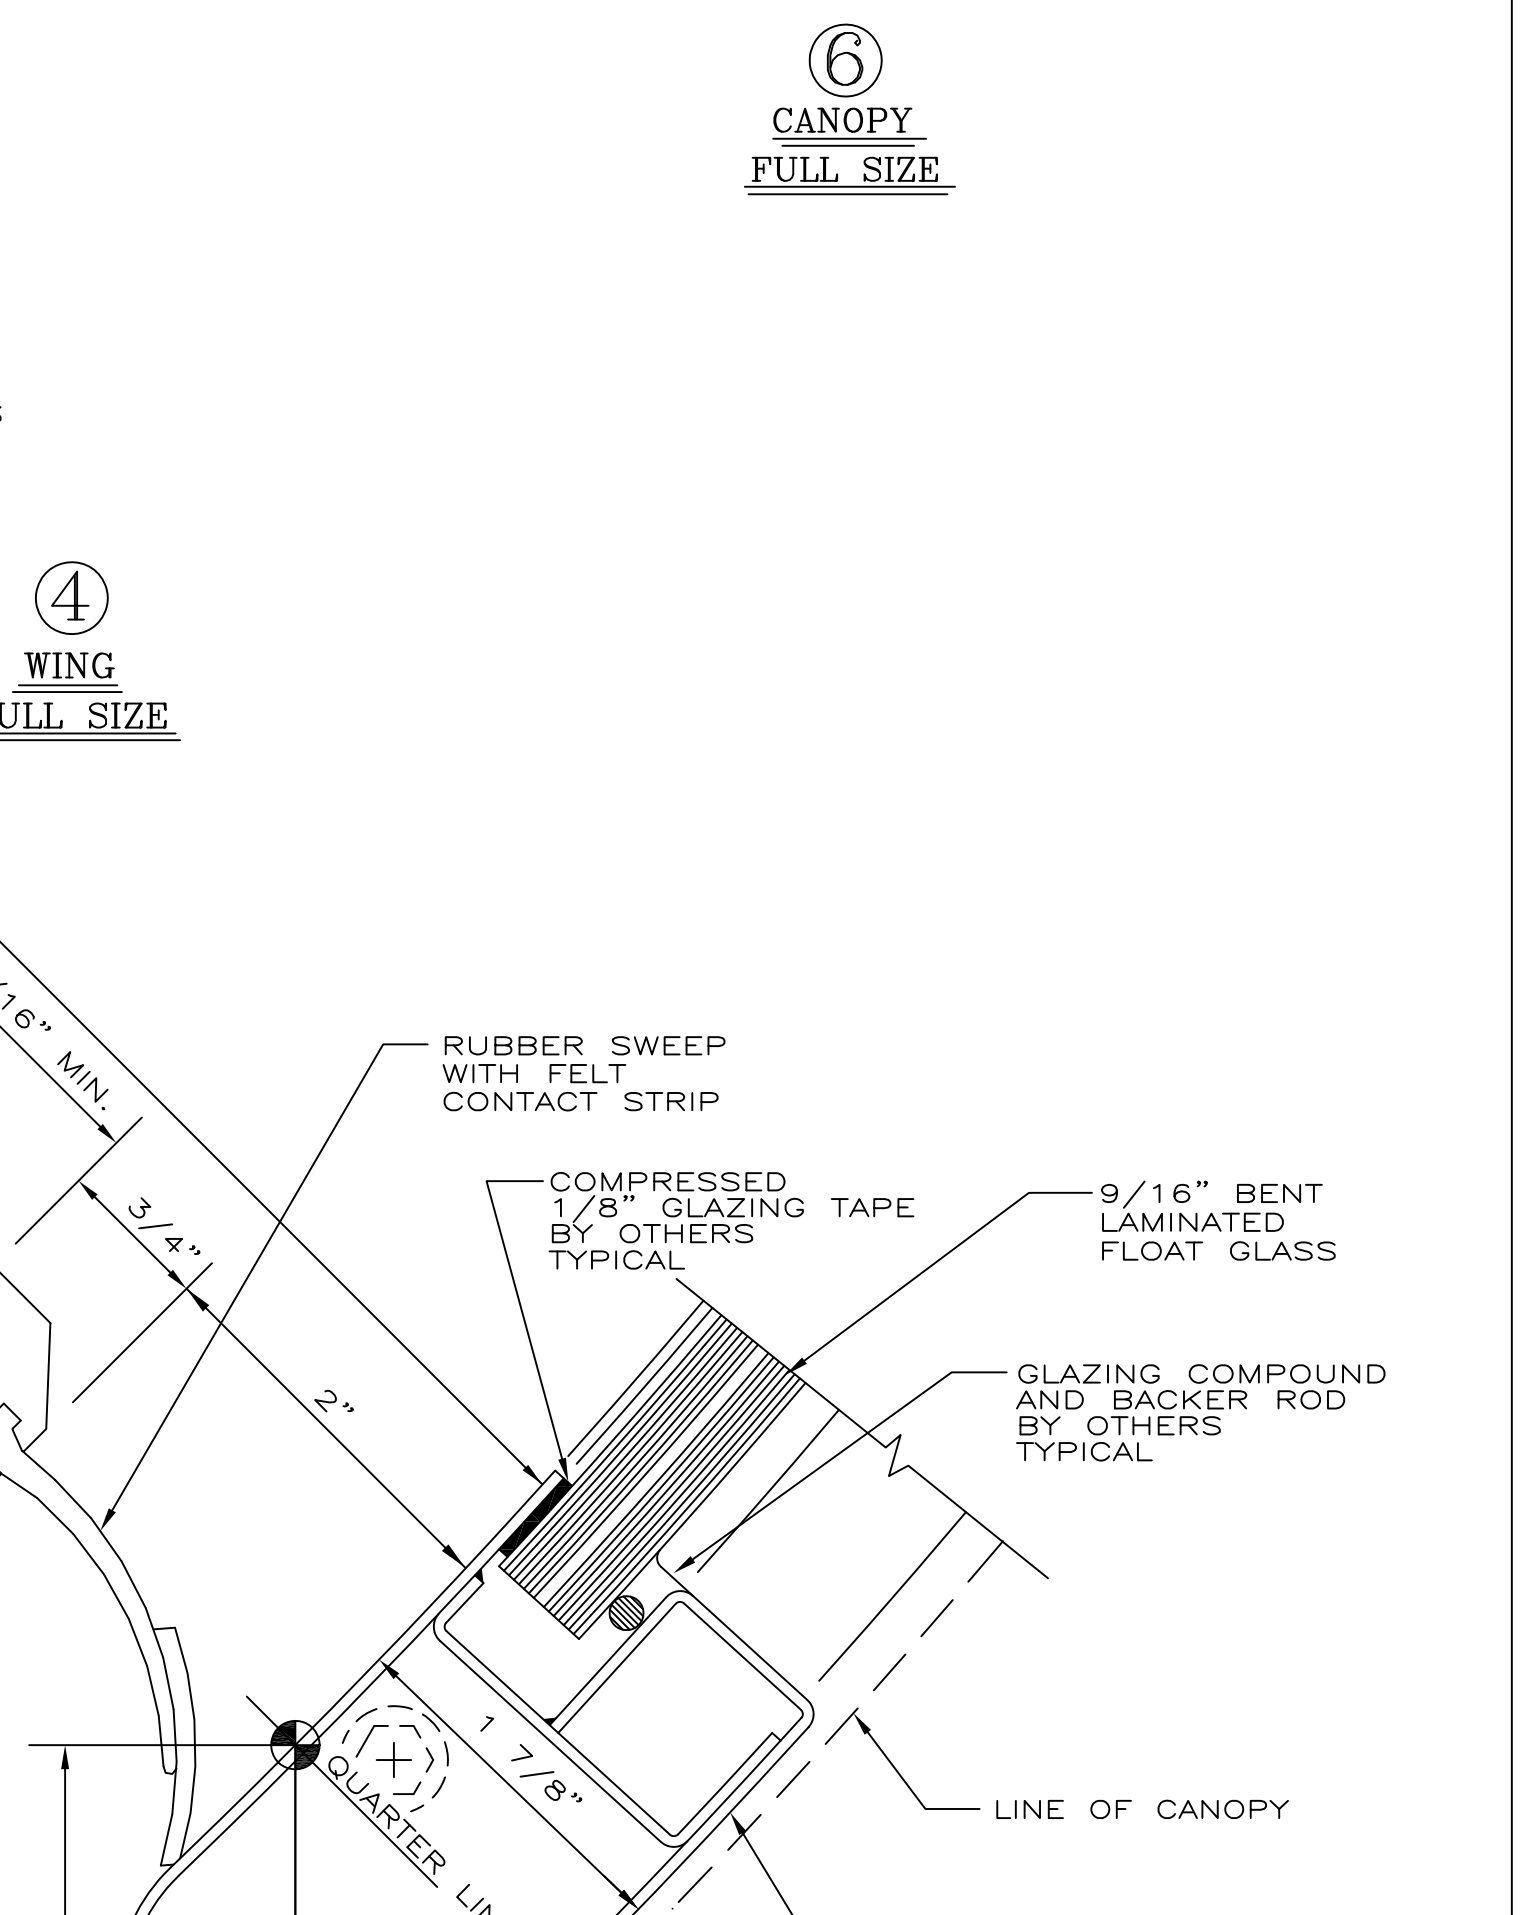 6
CANOPY
FULL SIZE
4
WING
ULL SIZE
/16” MIN.
3/4”
2”
RUBBER SWEEP
WITH FELT
CONTACT STRIP
COMPRESSED
1/8” GLAZING TAPE
BY OTHERS
TYPICAL
9/16” BENT
LAMINATED
FLOAT GLASS
GLAZING COMPOUND
AND BACKER ROD
BY OTHERS
TYPICAL
1 7/8”
QUARTER LIN
LINE OF CANOPY